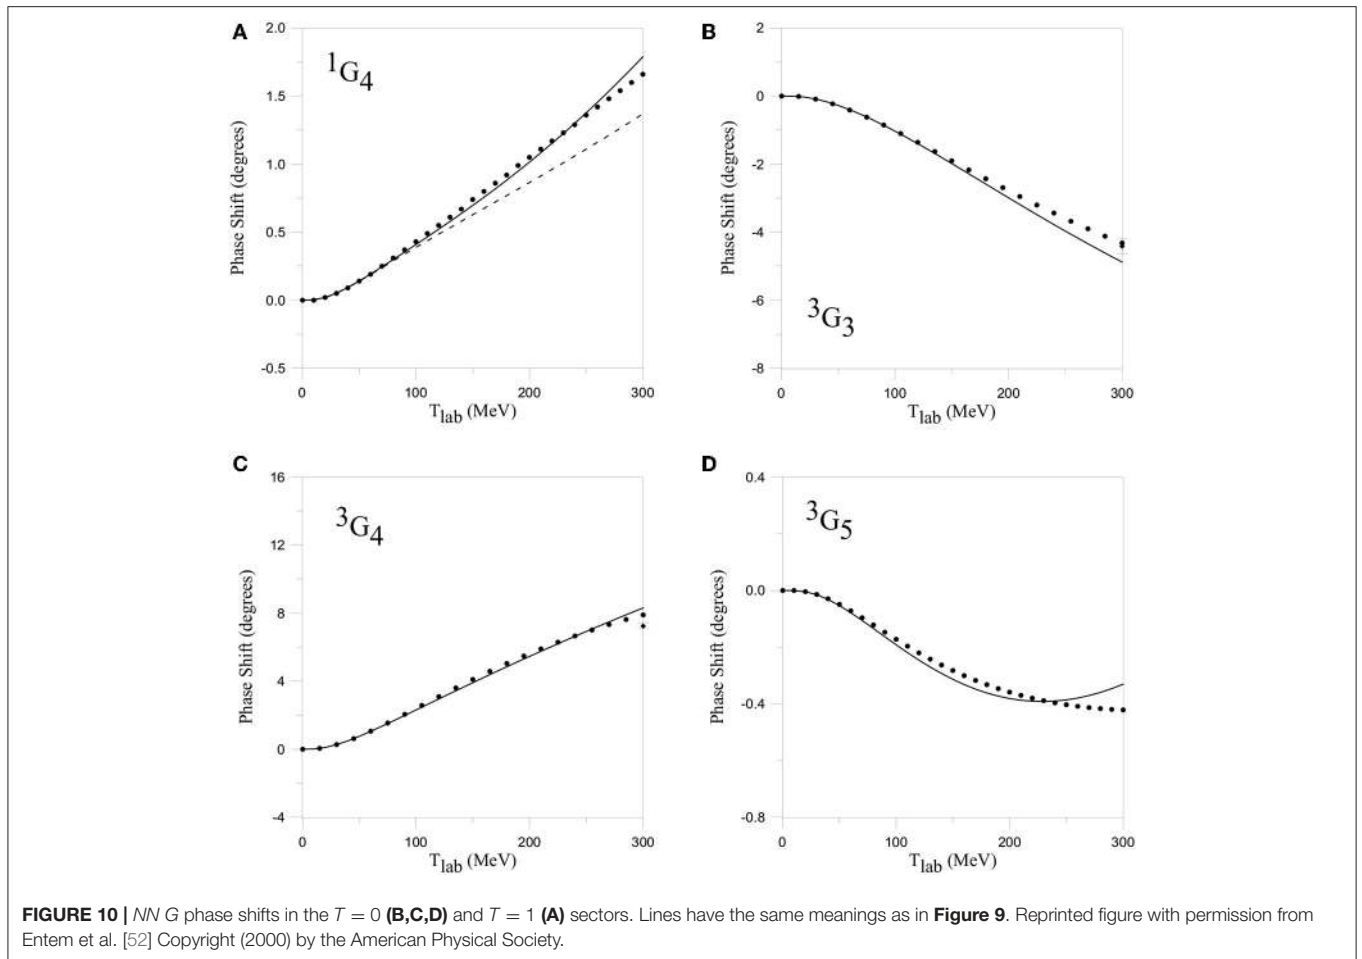 A
B
2.0
1.5
1.0
0.5
0.0
-0.5
1G4
Phase Shift (degrees)
0
100
200
300
Tlab (MeV)
2
0
-2
-4
-6
-8
3G3
Phase Shift (degrees)
0
100
200
300
Tlab (MeV)
C
D
16
12
8
4
0
-4
3G4
Phase Shift (degrees)
0
100
200
300
Tlab (MeV)
0.4
0.0
-0.4
-0.8
3G5
Phase Shift (degrees)
0
100
200
300
Tlab (MeV)
FIGURE 10 | NN G phase shifts in the T = 0 (B,C,D) and T = 1 (A) sectors. Lines have the same meanings as in Figure 9. Reprinted figure with permission from
Entem et al. [52] Copyright (2000) by the American Physical Society.